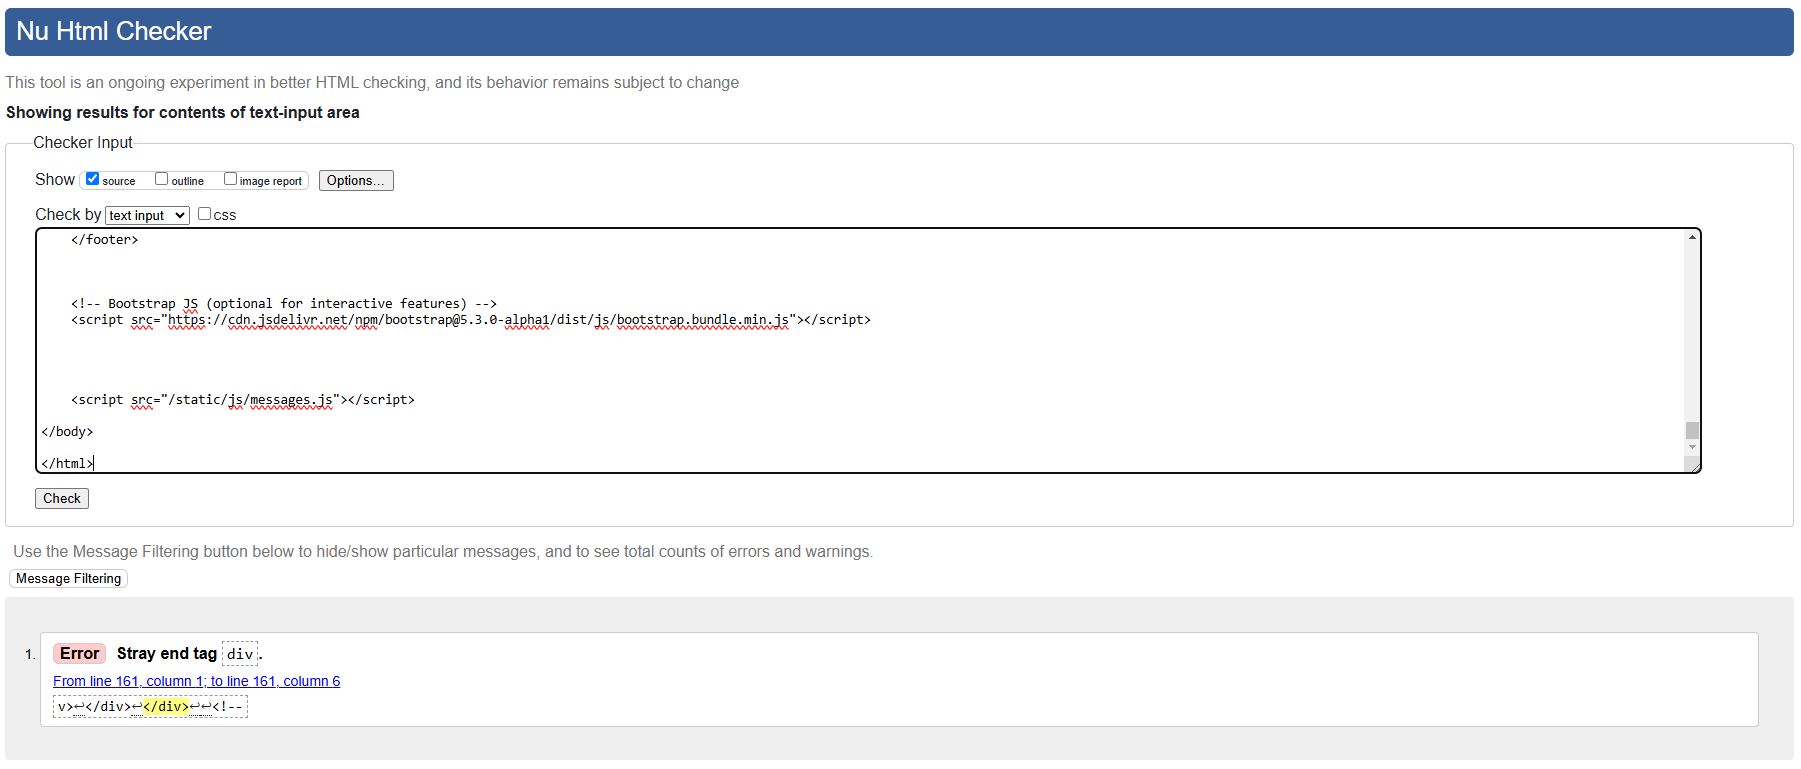 Nu Html Checker
This tool is an ongoing experiment in better HTML checking, and its behavior remains subject to change
Showing results for contents of text-input area
Checker Input
Show source outline image report Options...
Check by text input css
</footer>
<!-- Bootstrap JS (optional for interactive features) -->
<script src="https://cdn.jsdelivr.net/npm/bootstrap@5.3.0-alpha1/dist/js/bootstrap.bundle.min.js"></script>
<script src="/static/js/messages.js"></script>
</body>
</html>
Check
Use the Message Filtering button below to hide/show particular messages, and to see total counts of errors and warnings.
Message Filtering
1. Error Stray end tag div.
From line 161, column 1; to line 161, column 6
v>↩</div>↩</div>↩↩<!--